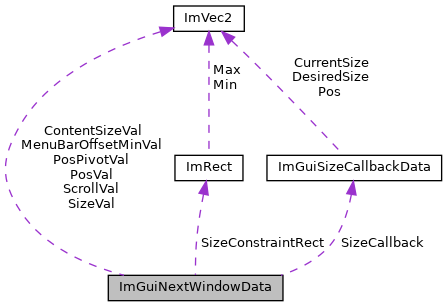 ImVec2
Max
Min
CurrentSize
DesiredSize
Pos
ContentSizeVal
MenuBarOffsetMinVal
PosPivotVal
PosVal
ScrollVal
SizeVal
ImRect
ImGuiSizeCallbackData
SizeConstraintRect
SizeCallback
ImGuiNextWindowData